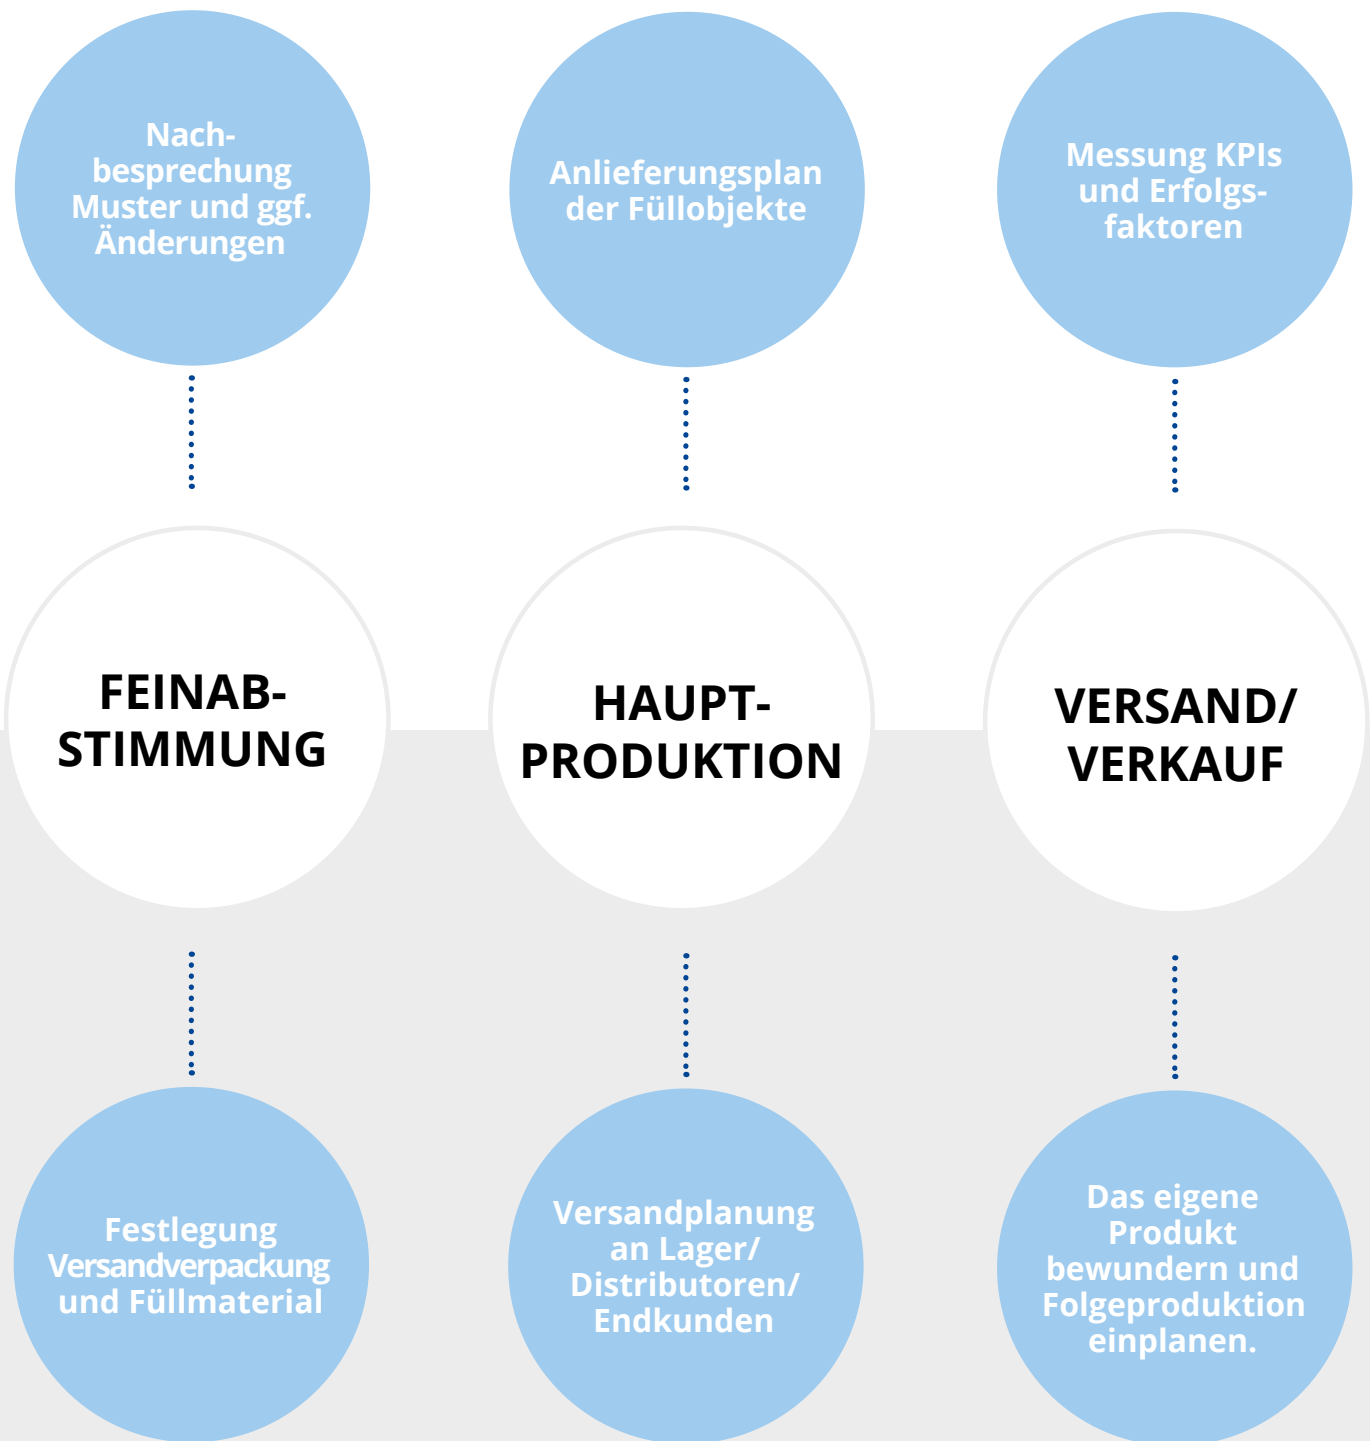 Nach-
besprechung
Muster und ggf.
Änderungen
Anlieferungsplan
der Füllobjekte
Messung KPIs
und Erfolgs-
faktoren
FEINAB-
STIMMUNG
HAUPT-
PRODUKTION
VERSAND/
VERKAUF
Festlegung
Versandverpackung
und Füllmaterial
Versandplanung
an Lager/
Distributoren/
Endkunden
Das eigene
Produkt
bewundern und
Folgeproduktion
einplanen.